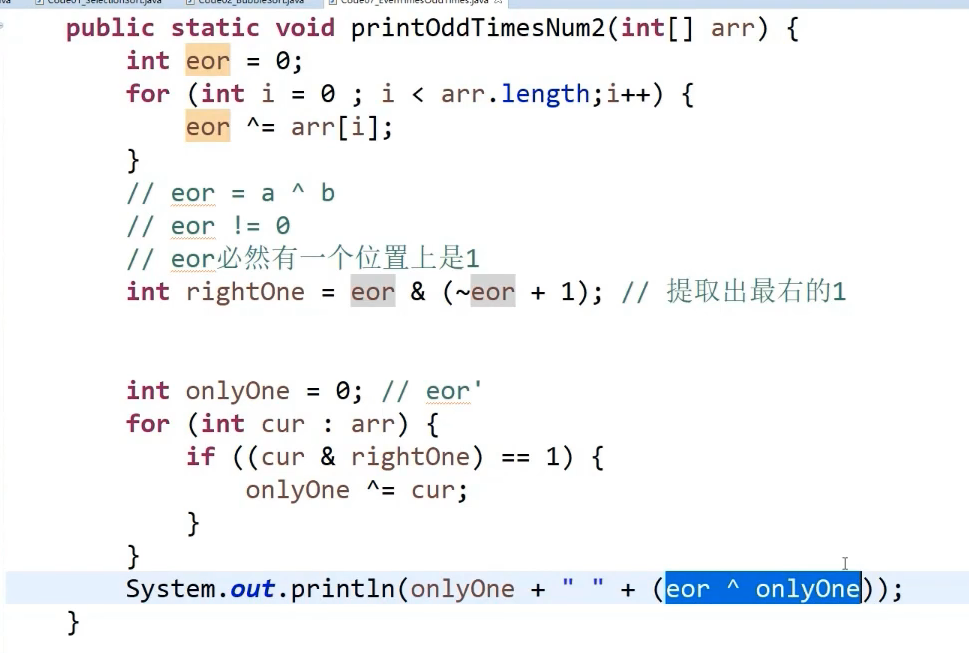 Code01_SelectionSort.java Code02_BubbleSort.java Code07_EvenTimesOddTimes.java
public static void printOddTimesNum2(int[] arr) {
int eor = 0;
for (int i = 0 ; i < arr.length;i++) {
eor ^= arr[i];
}
// eor = a ^ b
// eor != 0
// eor必然有一个位置上是1
int rightOne = eor & (~eor + 1); // 提取出最右的1
int onlyOne = 0; // eor'
for (int cur : arr) {
if ((cur & rightOne) == 1) {
onlyOne ^= cur;
}
}
System.out.println(onlyOne + " " + (eor ^ onlyOne));
}